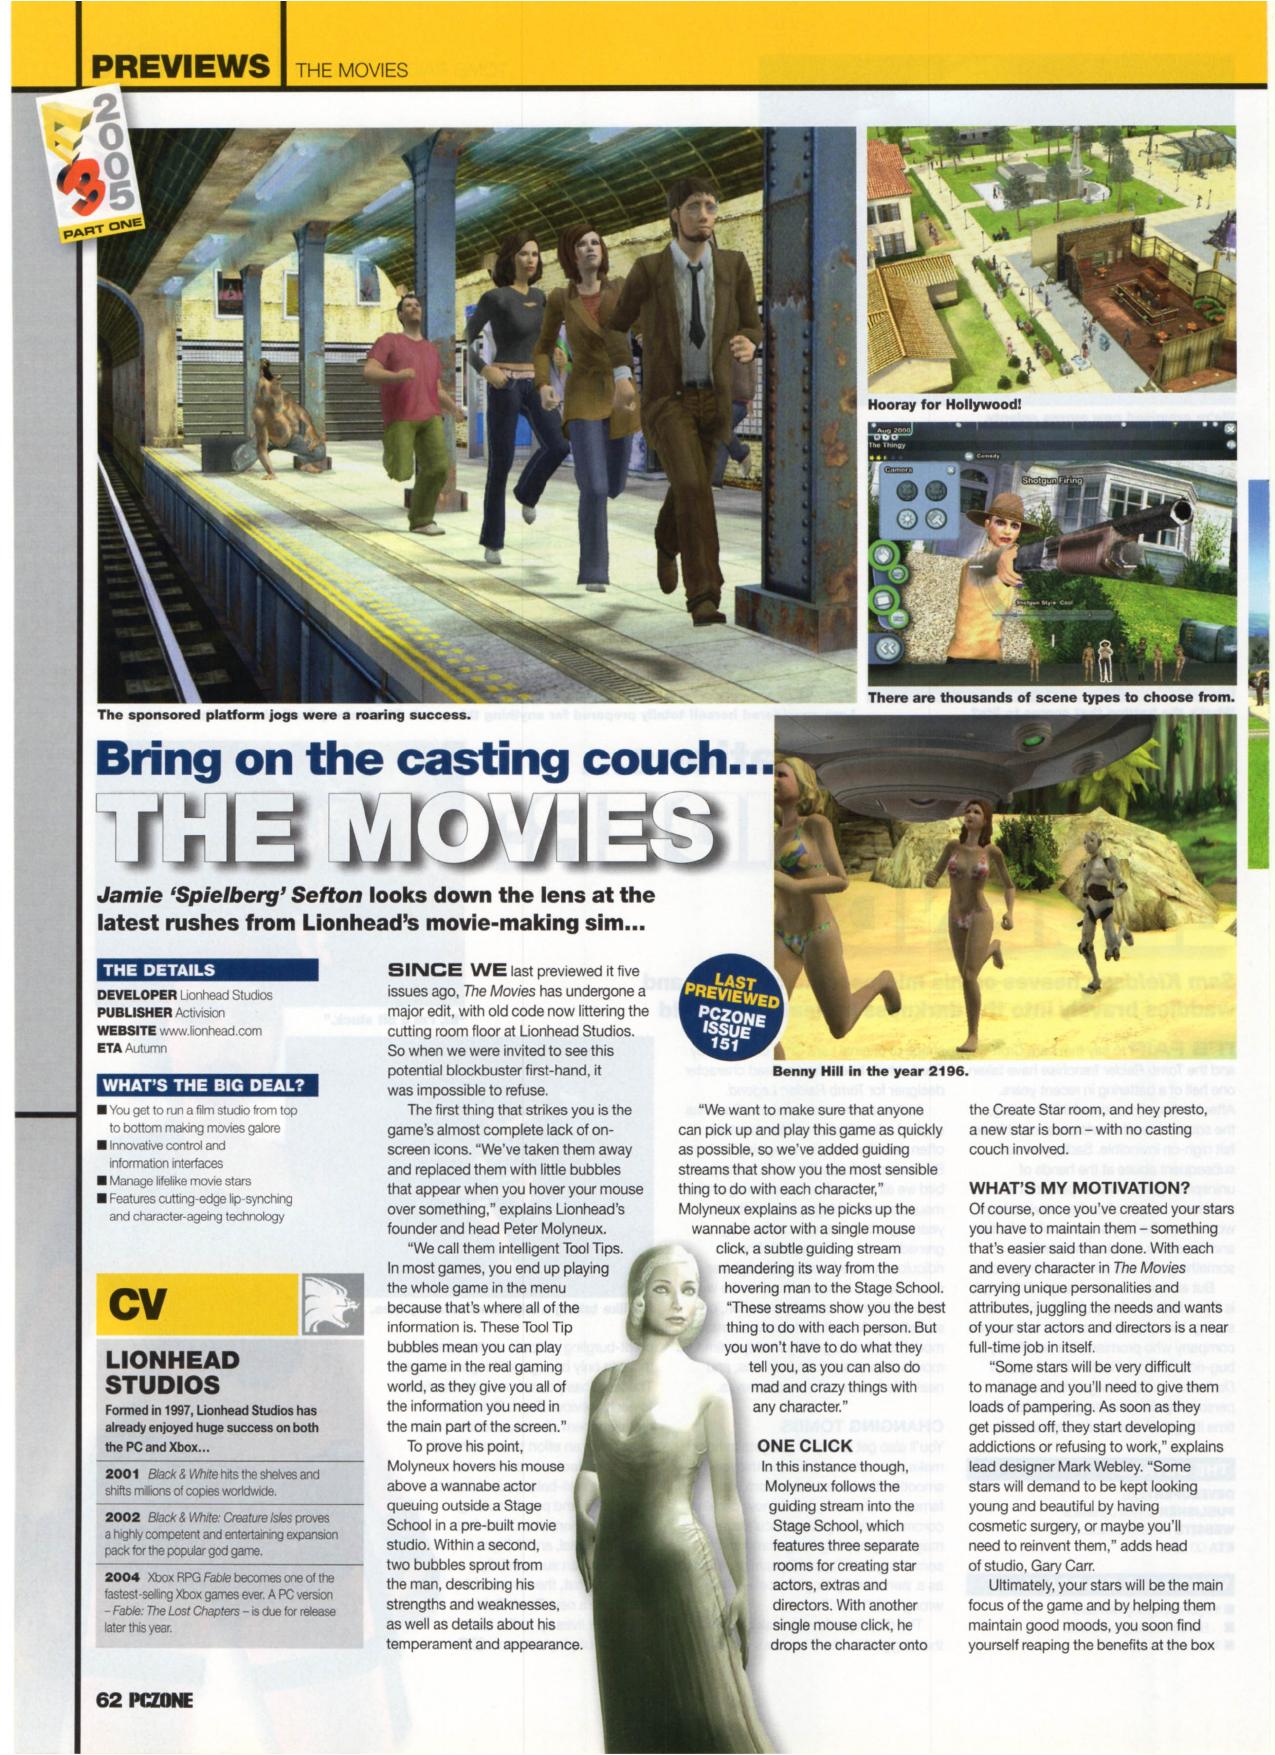 PREVIEWS
THE MOVIES
E3
2005
PART ONE
Hooray for Hollywood!
Aug 2000
The Thingy
Comedy
Camera
Shotgun Firing
Shotgun Style: Cool
There are thousands of scene types to choose from.
The sponsored platform jogs were a roaring success.
Bring on the casting couch...
THE MOVIES
Jamie ‘Spielberg’ Sefton looks down the lens at the
latest rushes from Lionhead’s movie-making sim...
THE DETAILS
DEVELOPER Lionhead Studios
PUBLISHER Activision
WEBSITE www.lionhead.com
ETA Autumn
WHAT’S THE BIG DEAL?
■ You get to run a film studio from top
to bottom making movies galore
■ Innovative control and
information interfaces
■ Manage lifelike movie stars
■ Features cutting-edge lip-synching
and character-ageing technology
CV
LIONHEAD
STUDIOS
Formed in 1997, Lionhead Studios has
already enjoyed huge success on both
the PC and Xbox...
2001 Black & White hits the shelves and
shifts millions of copies worldwide.
2002 Black & White: Creature Isles proves
a highly competent and entertaining expansion
pack for the popular god game.
2004 Xbox RPG Fable becomes one of the
fastest-selling Xbox games ever. A PC version
– Fable: The Lost Chapters – is due for release
later this year.
SINCE WE last previewed it five
issues ago, The Movies has undergone a
major edit, with old code now littering the
cutting room floor at Lionhead Studios.
So when we were invited to see this
potential blockbuster first-hand, it
was impossible to refuse.
The first thing that strikes you is the
game’s almost complete lack of on-
screen icons. “We’ve taken them away
and replaced them with little bubbles
that appear when you hover your mouse
over something,” explains Lionhead’s
founder and head Peter Molyneux.
“We call them intelligent Tool Tips.
In most games, you end up playing
the whole game in the menu
because that’s where all of the
information is. These Tool Tip
bubbles mean you can play
the game in the real gaming
world, as they give you all of
the information you need in
the main part of the screen.”
To prove his point,
Molyneux hovers his mouse
above a wannabe actor
queuing outside a Stage
School in a pre-built movie
studio. Within a second,
two bubbles sprout from
the man, describing his
strengths and weaknesses,
as well as details about his
temperament and appearance.
LAST
PREVIEWED
PCZONE
ISSUE
151
Benny Hill in the year 2196.
“We want to make sure that anyone
can pick up and play this game as quickly
as possible, so we’ve added guiding
streams that show you the most sensible
thing to do with each character,”
Molyneux explains as he picks up the
wannabe actor with a single mouse
click, a subtle guiding stream
meandering its way from the
hovering man to the Stage School.
“These streams show you the best
thing to do with each person. But
you won’t have to do what they
tell you, as you can also do
mad and crazy things with
any character.”
ONE CLICK
In this instance though,
Molyneux follows the
guiding stream into the
Stage School, which
features three separate
rooms for creating star
actors, extras and
directors. With another
single mouse click, he
drops the character onto
the Create Star room, and hey presto,
a new star is born – with no casting
couch involved.
WHAT’S MY MOTIVATION?
Of course, once you’ve created your stars
you have to maintain them – something
that’s easier said than done. With each
and every character in The Movies
carrying unique personalities and
attributes, juggling the needs and wants
of your star actors and directors is a near
full-time job in itself.
“Some stars will be very difficult
to manage and you’ll need to give them
loads of pampering. As soon as they
get pissed off, they start developing
addictions or refusing to work,” explains
lead designer Mark Webley. “Some
stars will demand to be kept looking
young and beautiful by having
cosmetic surgery, or maybe you’ll
need to reinvent them,” adds head
of studio, Gary Carr.
Ultimately, your stars will be the main
focus of the game and by helping them
maintain good moods, you soon find
yourself reaping the benefits at the box
62 PCZONE